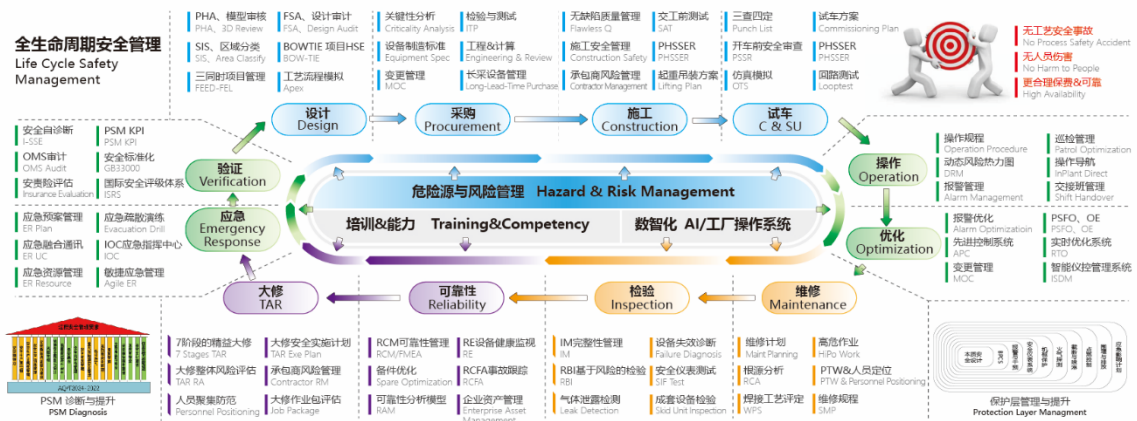 全生命周期安全管理
Life Cycle Safety
Management
PHA、模型审核
PHA、3D Review
SIS、区域分类
SIS、Area Classify
三同时项目管理
FEED-FEL
FSA、设计审计
FSA、Design Audit
BOWTIE 项目HSE
BOW-TIE
工艺流程模拟
Apex
关键性分析
Criticality Analysis
设备制造标准
Equipment Spec
变更管理
MOC
检验与测试
ITP
工程&计算
Engineering & Review
长采设备管理
Long-Lead-Time Purchase
无缺陷质量管理
Flawless Q
施工安全管理
Construction Safety
承包商风险管理
Contractor Management
交工前测试
SAT
PHSSER
PHSSER
起重吊装方案
Lifting Plan
三查四定
Punch List
开车前安全审查
PSSR
仿真模拟
OTS
试车方案
Commissioning Plan
PHSSER
PHSSER
回路测试
Looptest
无工艺安全事故
No Process Safety Accident
无人员伤害
No Harm to People
更合理保费&可靠
High Availability
设计
Design
采购
Procurement
施工
Construction
试车
C & SU
安全自诊断
I-SSE
OMS审计
OMS Audit
安责险评估
Insurance Evaluation
PSM KPI
PSM KPI
安全标准化
GB33000
国际安全评级体系
ISRS
验证
Verification
应急
Emergency
Response
应急预案管理
ER Plan
应急融合通讯
ER UC
应急资源管理
ER Resource
应急疏散演练
Evacuation Drill
IOC应急指挥中心
IOC
敏捷应急管理
Agile ER
危险源与风险管理 Hazard & Risk Management
培训&能力 Training&Competency
数智化 AI/工厂操作系统
操作
Operation
优化
Optimization
操作规程
Operation Procedure
动态风险热力图
DRM
报警管理
Alarm Management
巡检管理
Patrol Optimization
操作导航
InPlant Direct
交接班管理
Shift Handover
报警优化
Alarm Optimizatioin
先进控制系统
APC
变更管理
MOC
PSFO、OE
PSFO、OE
实时优化系统
RTO
智能仪控管理系统
ISDM
大修
TAR
可靠性
Reliability
检验
Inspection
维修
Maintenance
7阶段的精益大修
7 Stages TAR
大修整体风险评估
TAR RA
人员聚集防范
Personnel Positioning
大修安全实施计划
TAR Exe Plan
承包商风险管理
Contractor RM
大修作业包评估
Job Package
RCM可靠性管理
RCM/FMEA
备件优化
Spare Optimization
可靠性分析模型
RAM
RE设备健康监视
RE
RCFA事故跟踪
RCFA
企业资产管理
Enterprise Asset
Management
IM完整性管理
IM
RBI基于风险的检验
RBI
气体泄露检测
Leak Detection
设备失效诊断
Failure Diagnosis
安全仪表测试
SIF Test
成套设备检验
Skid Unit Inspection
维修计划
Maint Planning
根源分析
RCA
焊接工艺评定
WPS
高危作业
HiPo Work
PTW&人员定位
PTW & Personnel Positioning
维修规程
SMP
AQ/T3034-2022
PSM 诊断与提升
PSM Diagnosis
本质安
全设计
保护层管理与提升
Protection Layer Managment